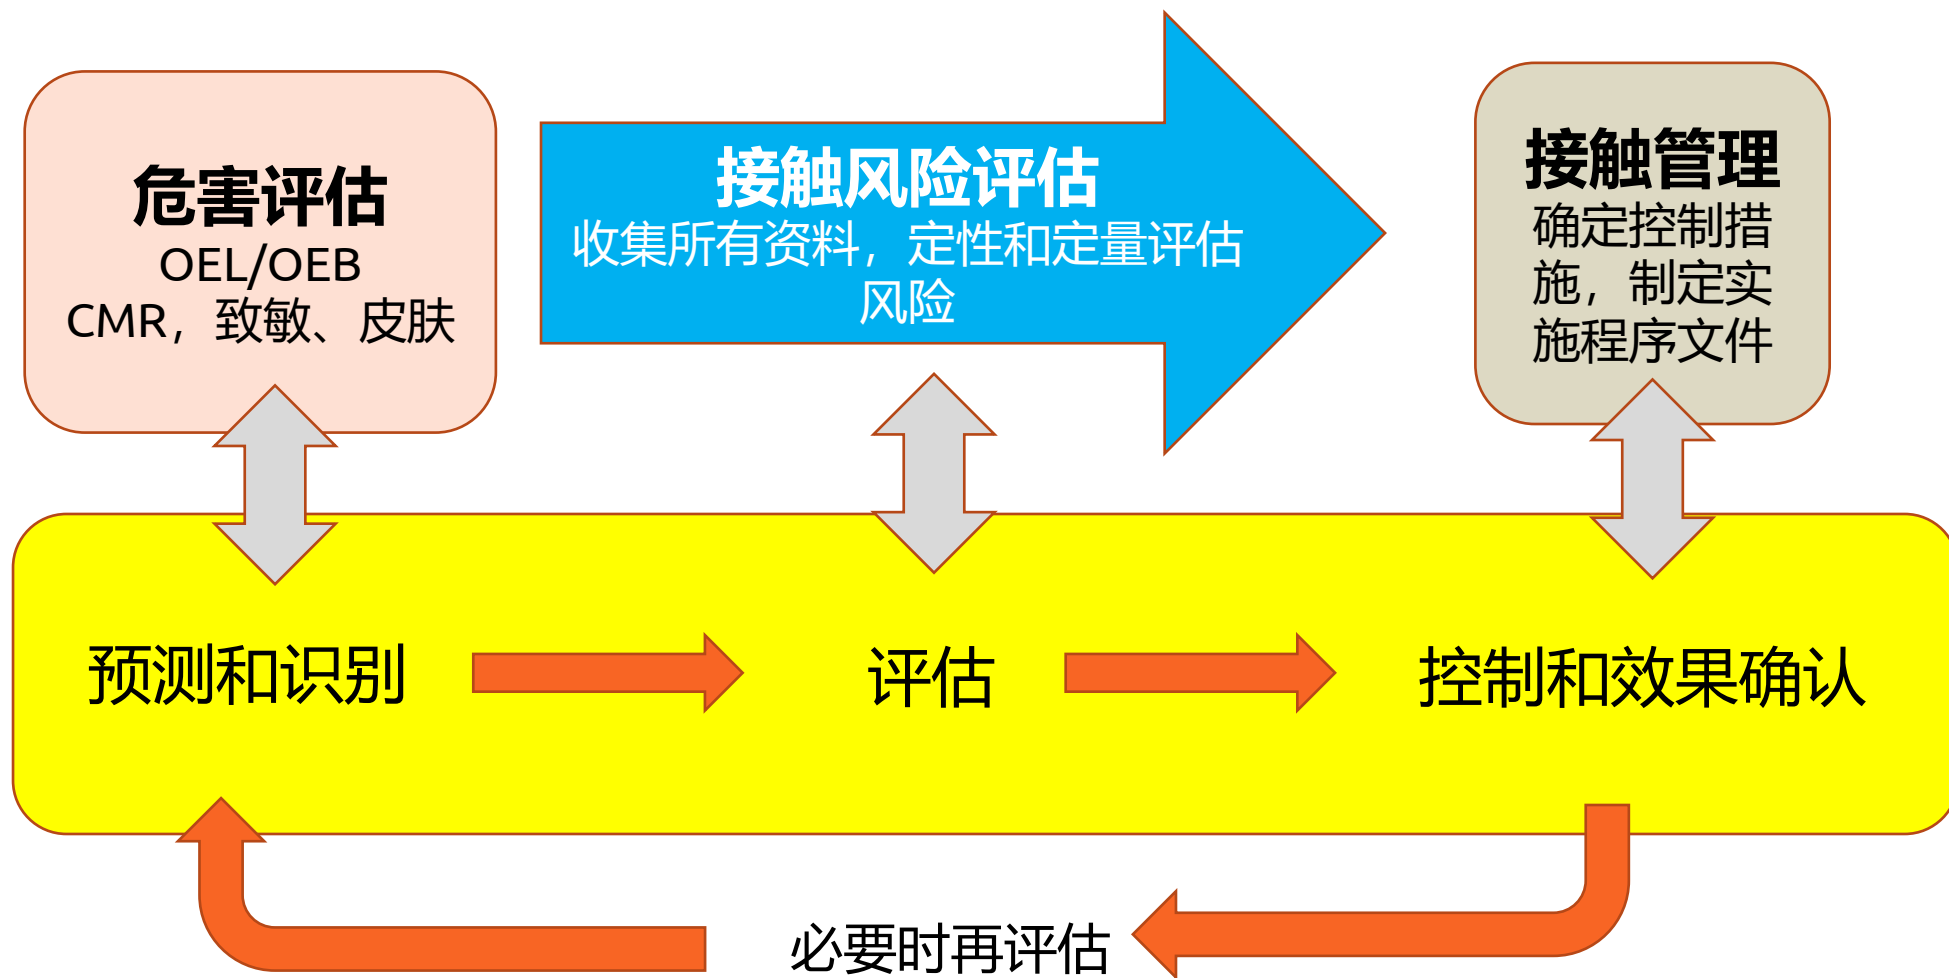 危害评估
OEL/OEB
CMR，致敏、皮肤
接触风险评估
收集所有资料，定性和定量评估
风险
接触管理
确定控制措
施，制定实
施程序文件
预测和识别
评估
控制和效果确认
必要时再评估